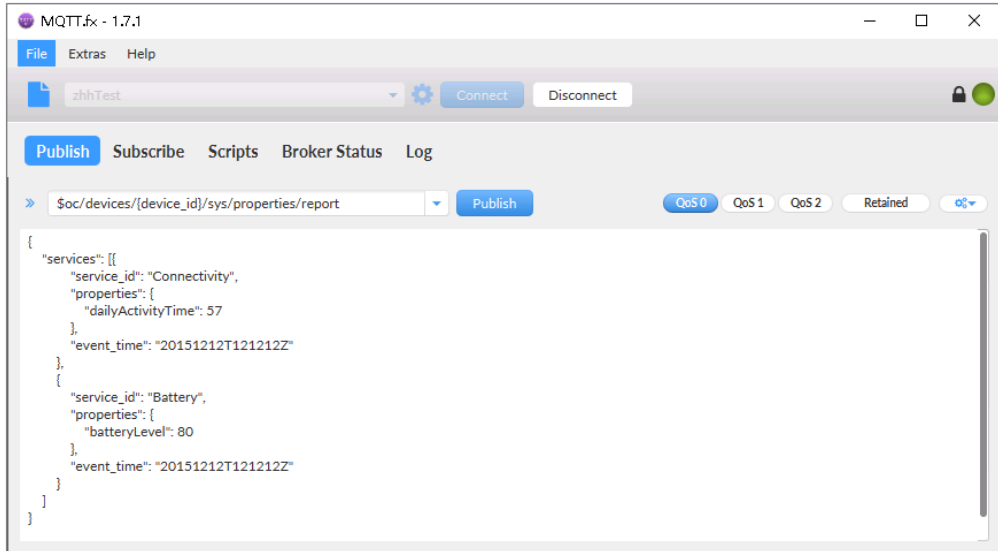 MQTT.fx - 1.7.1
File Extras Help
zhhTest Connect Disconnect
Publish Subscribe Scripts Broker Status Log
$oc/devices/{device_id}/sys/properties/report Publish QoS 0 QoS 1 QoS 2 Retained
{
"services": [{
"service_id": "Connectivity",
"properties": {
"dailyActivityTime": 57
},
"event_time": "20151212T121212Z"
},
{
"service_id": "Battery",
"properties": {
"batteryLevel": 80
},
"event_time": "20151212T121212Z"
}
]
}